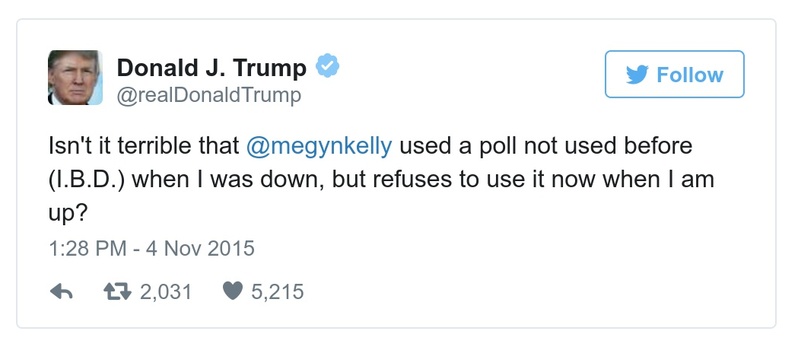 Donald J. Trump
@realDonaldTrump
Follow
Isn't it terrible that @megynkelly used a poll not used before
(I.B.D.) when I was down, but refuses to use it now when I am
up?
1:28 PM - 4 Nov 2015
2,031 5,215